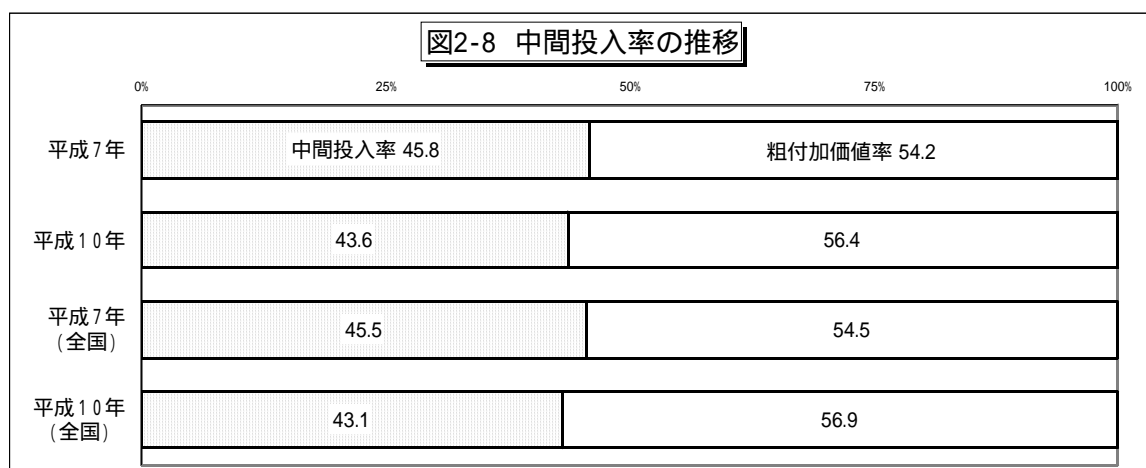 図2-8 中間投入率の推移
0% 25% 50% 75% 100%
平成7年 中間投入率 45.8 粗付加価値率 54.2
平成10年 43.6 56.4
平成7年
(全国)
45.5 54.5
平成10年
(全国)
43.1 56.9